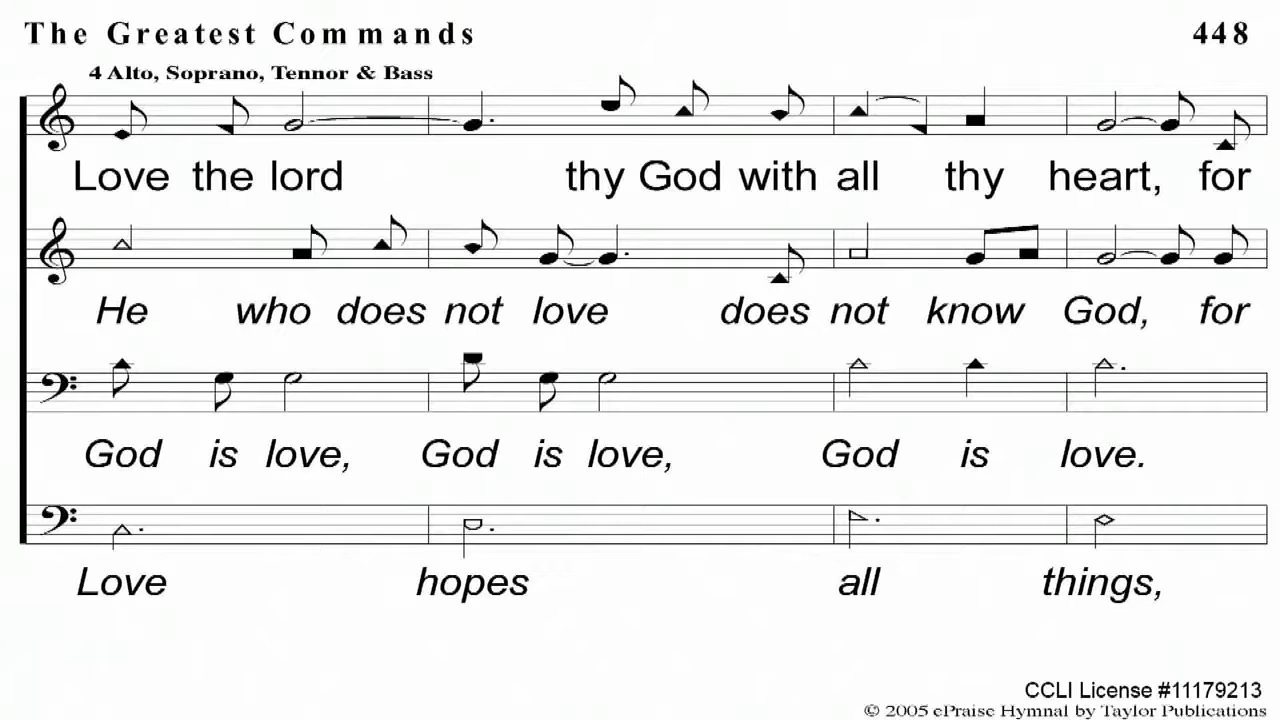 The Greatest Commands 448
4 Alto, Soprano, Tennor & Bass
Love the lord thy God with all thy heart, for
He who does not love does not know God, for
God is love, God is love, God is love.
Love hopes all things,
CCLI License #11179213
© 2005 ePraise Hymnal by Taylor Publications